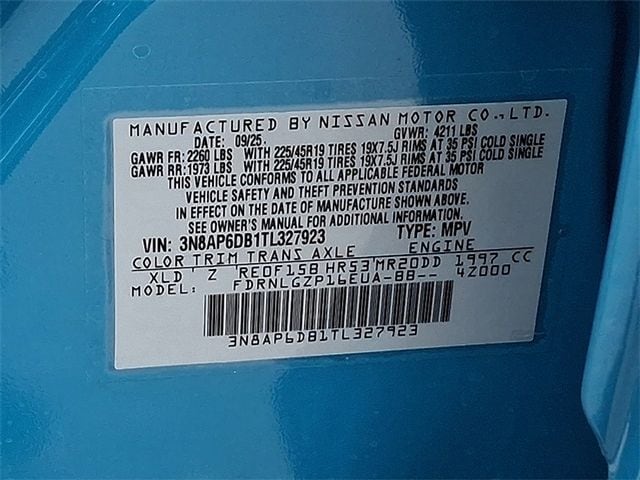 MANUFACTURED BY NISSAN MOTOR CO., LTD.
DATE: 09/25 GVWR: 4211 LBS
GAWR FR: 2260 LBS WITH 225/45R19 TIRES 19X7.5J RIMS AT 35 PSI COLD SINGLE
GAWR RR: 1973 LBS WITH 225/45R19 TIRES 19X7.5J RIMS AT 35 PSI COLD SINGLE
THIS VEHICLE CONFORMS TO ALL APPLICABLE FEDERAL MOTOR
VEHICLE SAFETY AND THEFT PREVENTION STANDARDS
IN EFFECT ON THE DATE OF MANUFACTURE SHOWN ABOVE.
SEE OWNER'S MANUAL FOR ADDITIONAL INFORMATION
VIN: 3N8AP6DB1TL327923 TYPE: MPV
COLOR TRIM TRANS AXLE ENGINE
XLD Z RE0F15B HR53 MR20DD 1997 CC
MODEL: FDRNLGZP16EUA-BB-- 4Z000
3N8AP6DB1TL327923